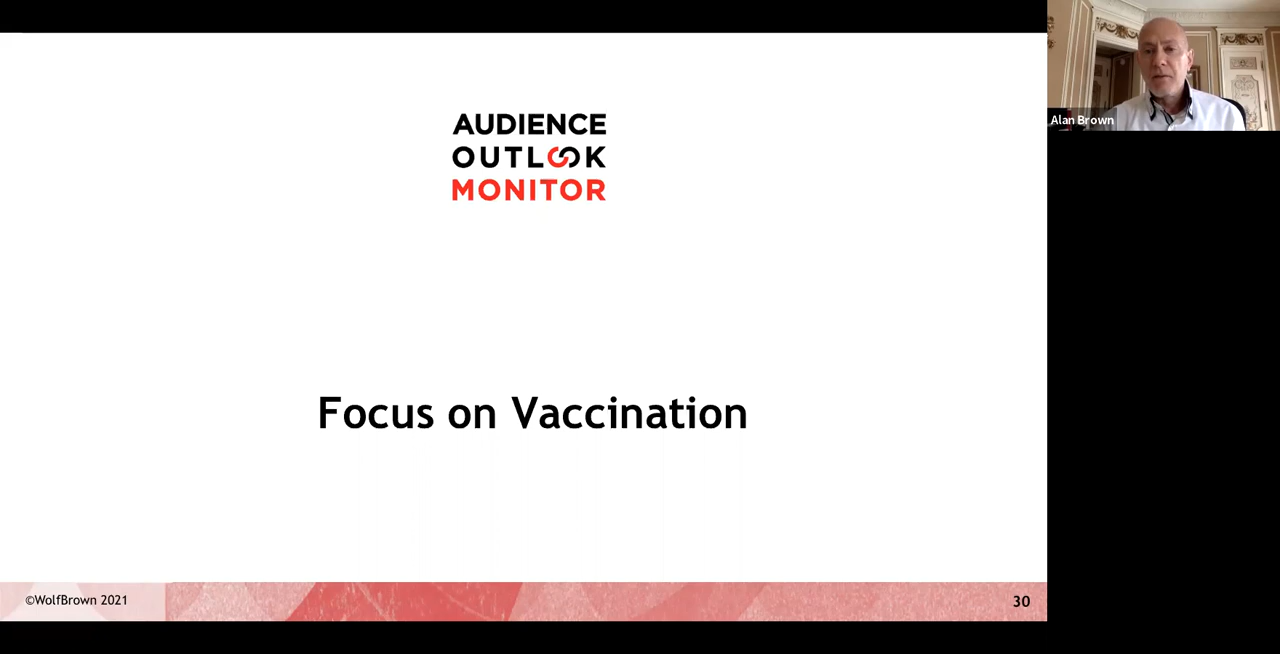 AUDIENCE
OUTLOOK
MONITOR
Alan Brown
Focus on Vaccination
©WolfBrown 2021
30